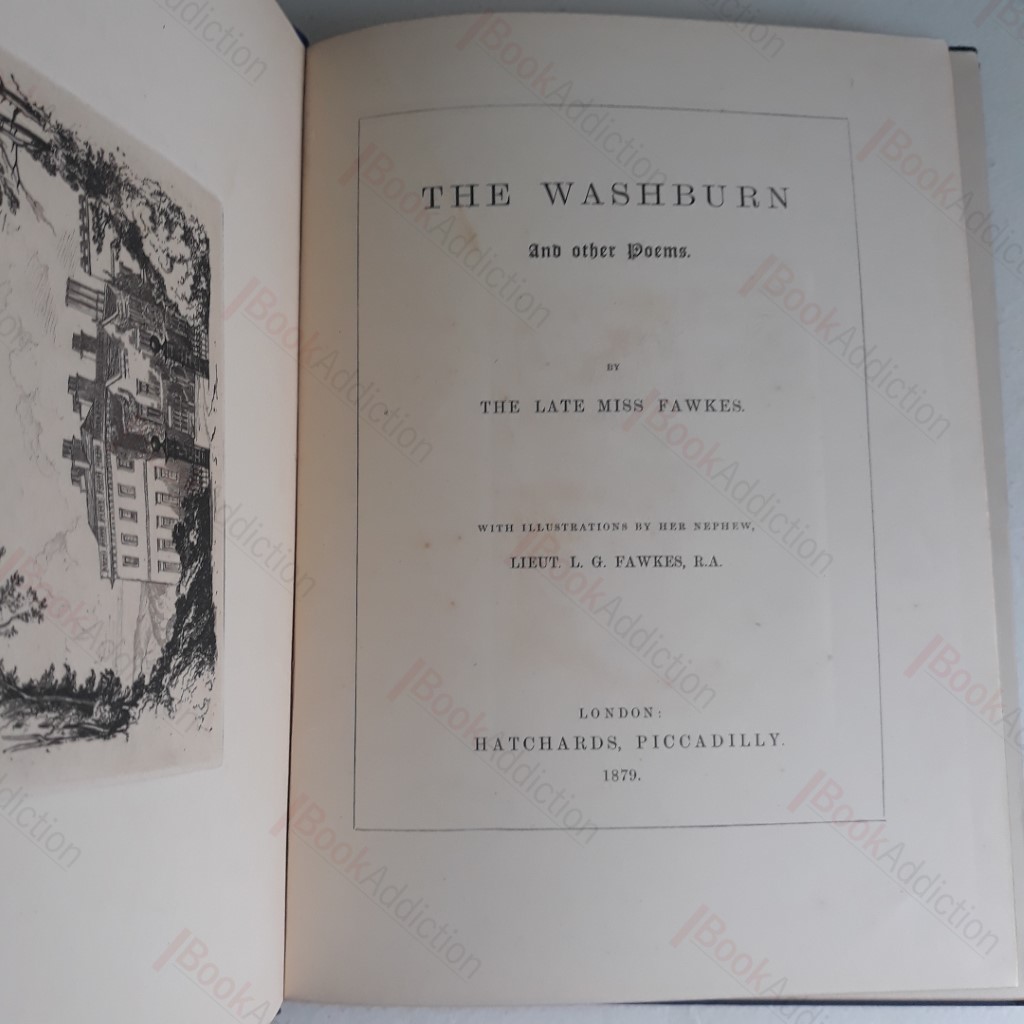 THE WASHBURN
And other Poems.
BY
THE LATE MISS FAWKES.
WITH ILLUSTRATIONS BY HER NEPHEW,
LIEUT. L. G. FAWKES, R.A.
LONDON:
HATCHARDS, PICCADILLY.
1879.
BookAddiction